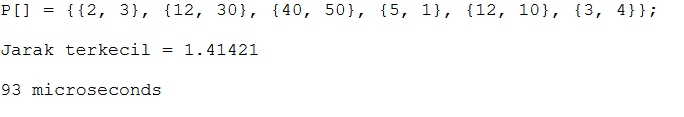 P[] = {{2, 3}, {12, 30}, {40, 50}, {5, 1}, {12, 10}, {3, 4}};
Jarak terkecil = 1.41421
93 microseconds